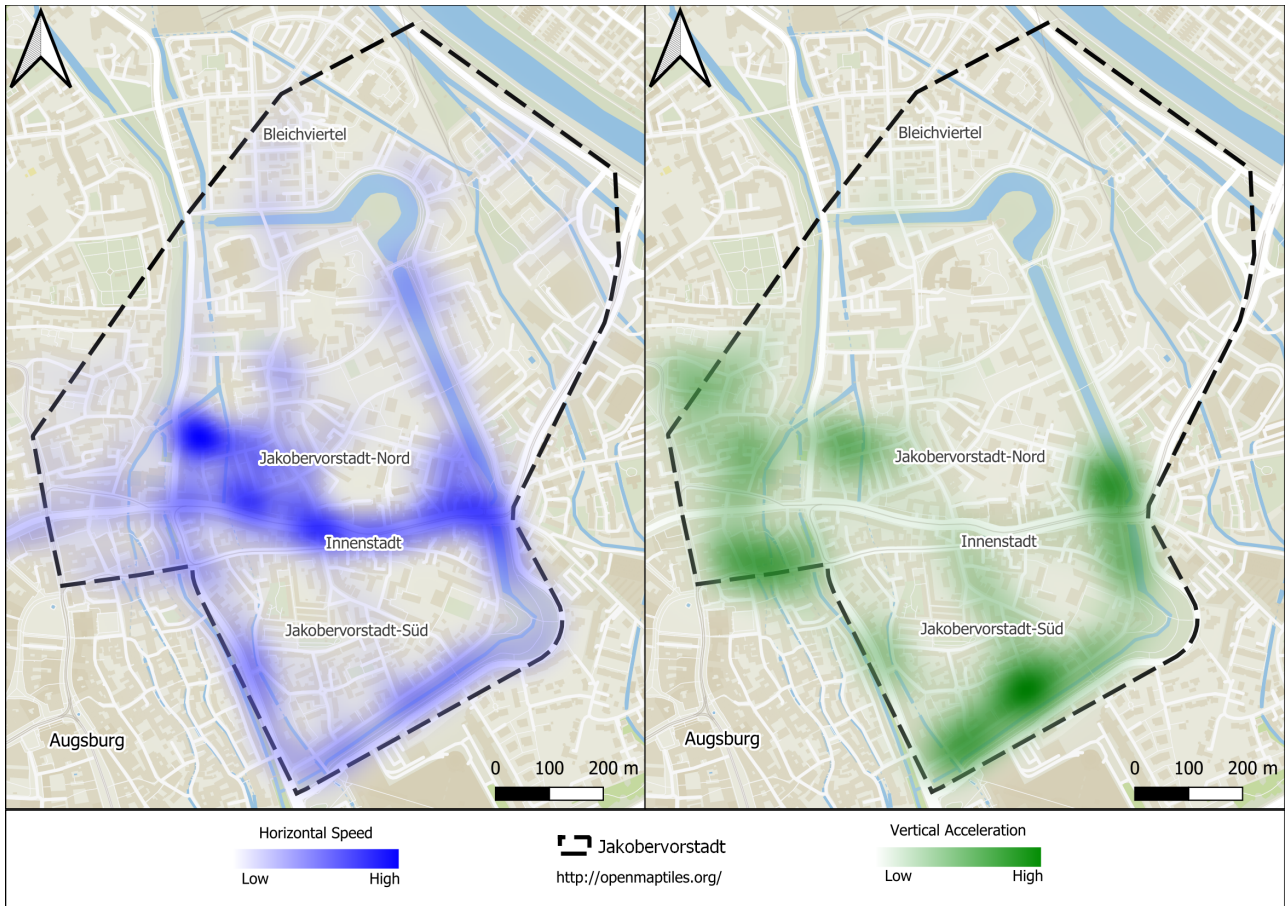 Bleichviertel
Jakobervorstadt-Nord
Innenstadt
Jakobervorstadt-Süd
Augsburg
0 100 200 m
Bleichviertel
Jakobervorstadt-Nord
Innenstadt
Jakobervorstadt-Süd
Augsburg
0 100 200 m
Horizontal Speed
Low High
Jakobervorstadt
http://openmaptiles.org/
Vertical Acceleration
Low High